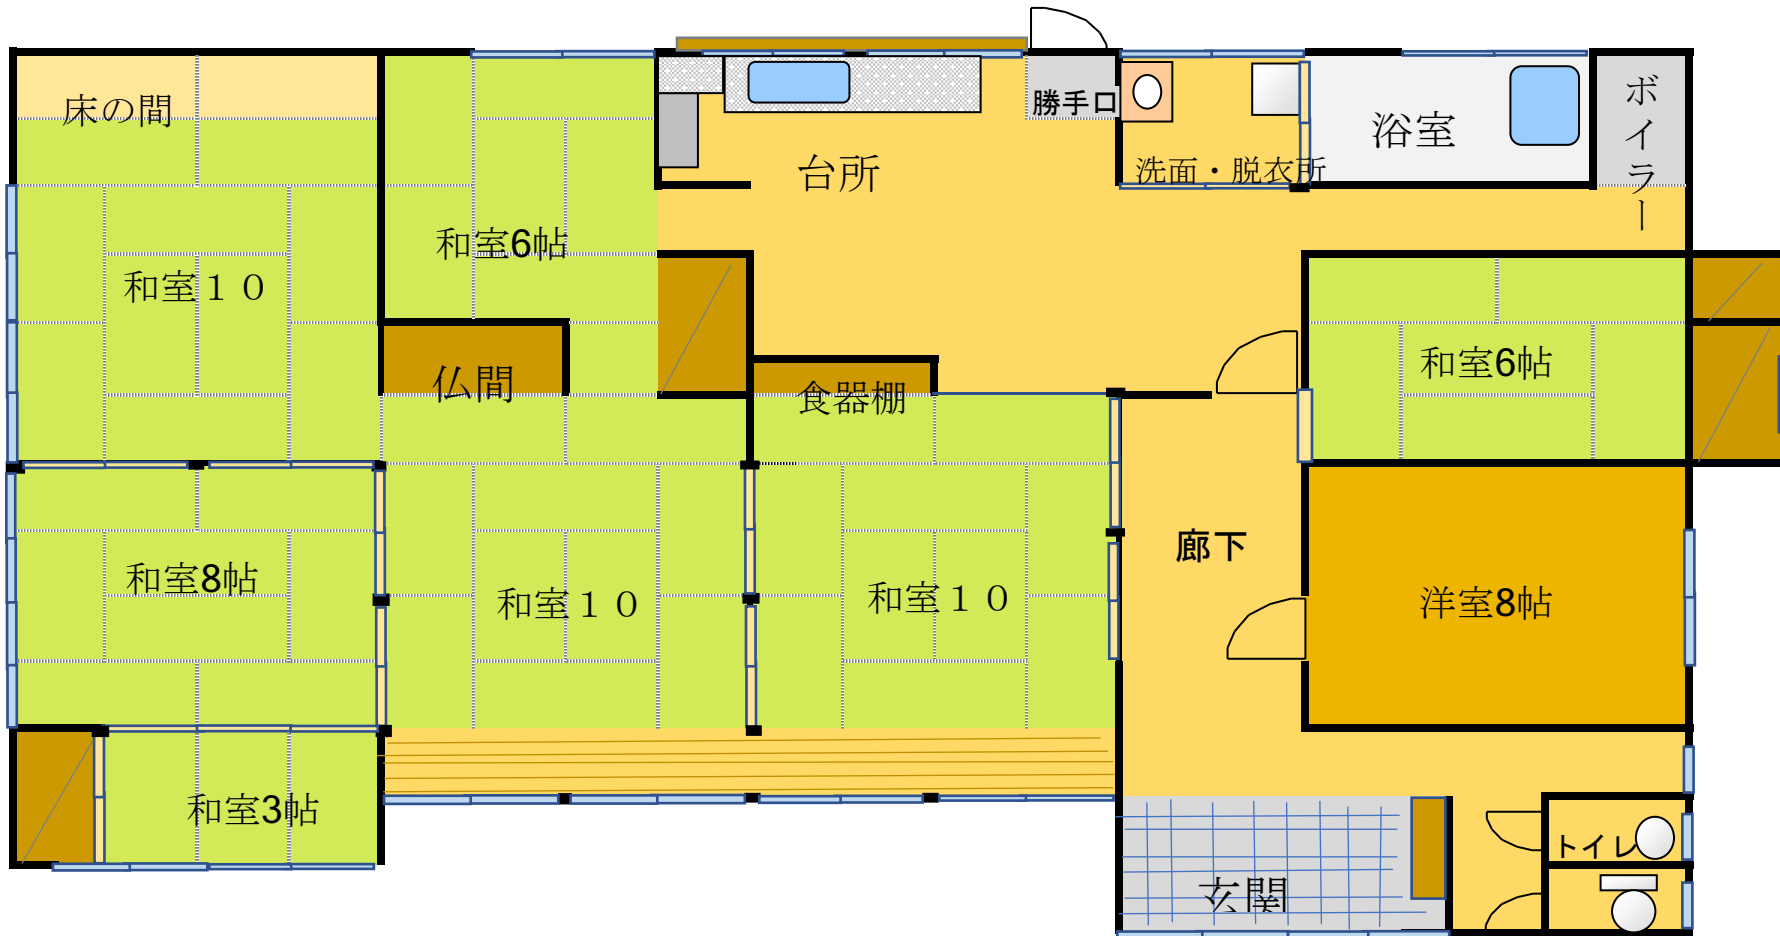 床の間
勝手口
ボイラー
浴室
台所
洗面・脱衣所
和室6帖
和室１０
仏間
食器棚
和室6帖
廊下
和室8帖
和室１０
和室１０
洋室8帖
和室3帖
トイレ
玄関